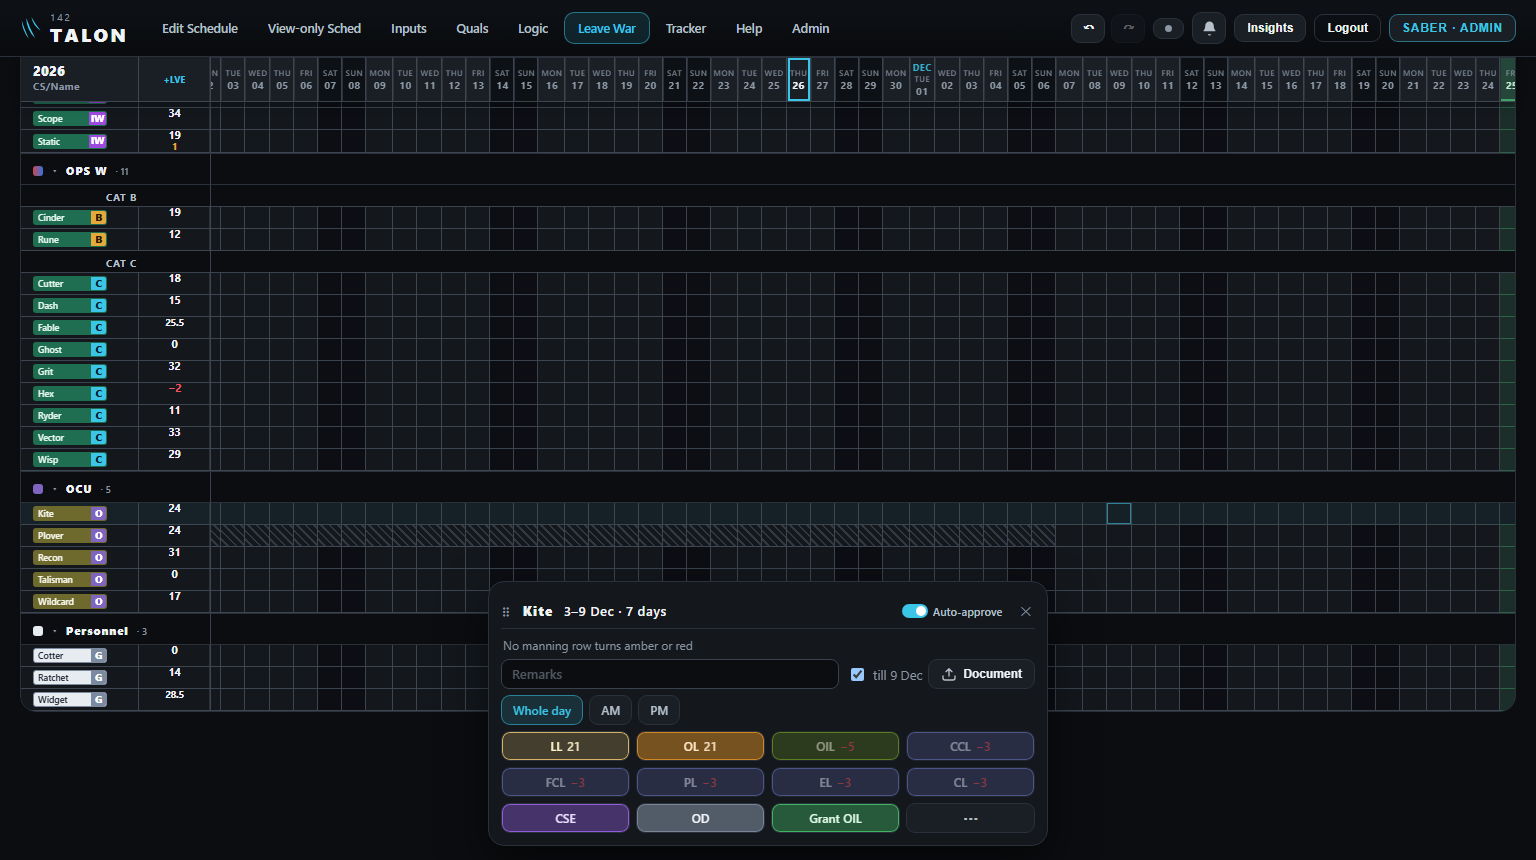 142
TALON
Edit Schedule
View-only Sched
Inputs
Quals
Logic
Leave War
Tracker
Help
Admin
Insights
Logout
SABER · ADMIN
2026
CS/Name
+LVE
TUE 03
WED 04
THU 05
FRI 06
SAT 07
SUN 08
MON 09
TUE 10
WED 11
THU 12
FRI 13
SAT 14
SUN 15
MON 16
TUE 17
WED 18
THU 19
FRI 20
SAT 21
SUN 22
MON 23
TUE 24
WED 25
THU 26
FRI 27
SAT 28
SUN 29
MON 30
DEC TUE 01
WED 02
THU 03
FRI 04
SAT 05
SUN 06
MON 07
TUE 08
WED 09
THU 10
FRI 11
SAT 12
SUN 13
MON 14
TUE 15
WED 16
THU 17
FRI 18
SAT 19
SUN 20
MON 21
TUE 22
WED 23
THU 24
25
Scope IW 34
Static IW 19
1
OPS W · 11
CAT B
Cinder B 19
Rune B 12
CAT C
Cutter C 18
Dash C 15
Fable C 25.5
Ghost C 0
Grit C 32
Hex C −2
Ryder C 11
Vector C 33
Wisp C 29
OCU · 5
Kite O 24
Plover O 24
Recon O 31
Talisman O 0
Wildcard O 17
Personnel · 3
Cotter G 0
Ratchet G 14
Widget G 28.5
Kite 3–9 Dec · 7 days
Auto-approve
No manning row turns amber or red
Remarks
till 9 Dec
Document
Whole day
AM
PM
LL 21
OL 21
OIL −5
CCL −3
FCL −3
PL −3
EL −3
CL −3
CSE
OD
Grant OIL
---